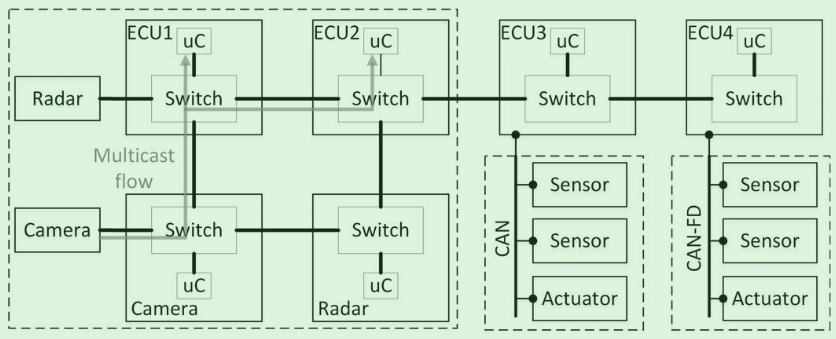 ECU1
uC
ECU2
uC
ECU3
uC
ECU4
uC
Radar
Switch
Switch
Switch
Switch
Multicast
flow
Camera
Switch
Switch
uC
Camera
uC
Radar
CAN
Sensor
Sensor
Actuator
CAN-FD
Sensor
Sensor
Actuator